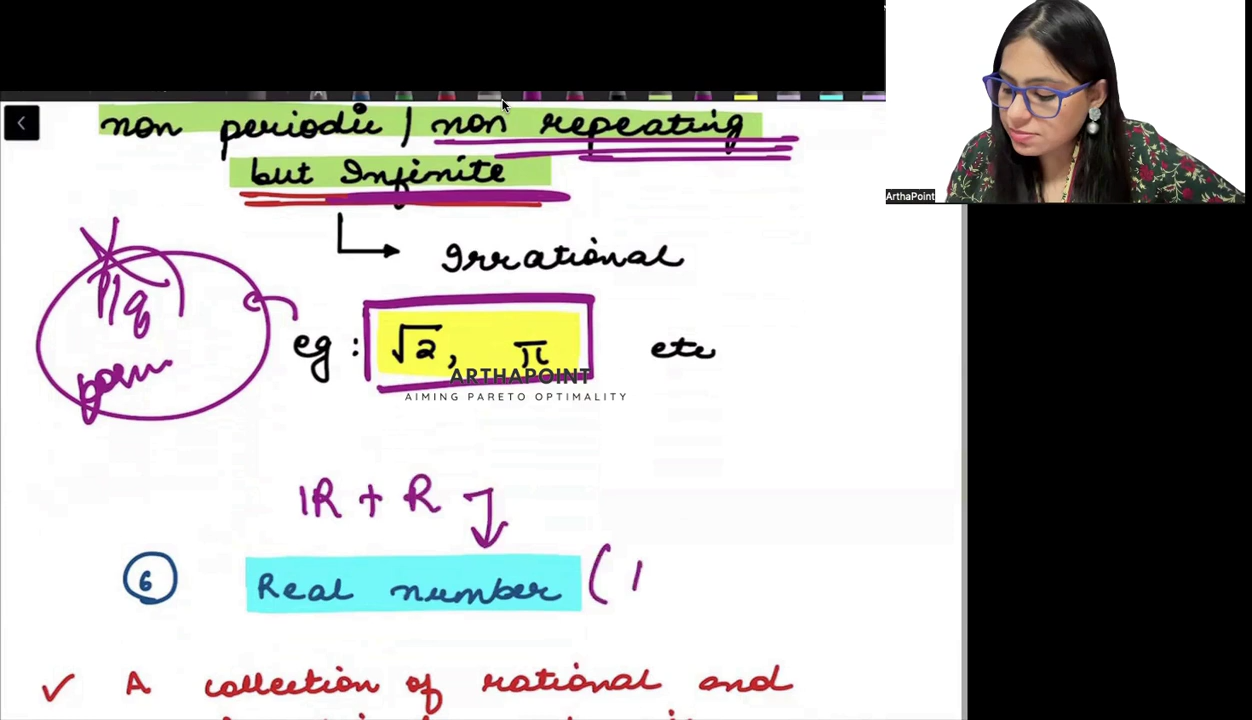 non periodic / non repeating
but Infinite
ArthaPoint
Irrational
p/q
form
eg : √2, π etc
ARTHAPOINT
AIMING PARETO OPTIMALITY
IR + R
6 Real number (
✓ A collection of rational and